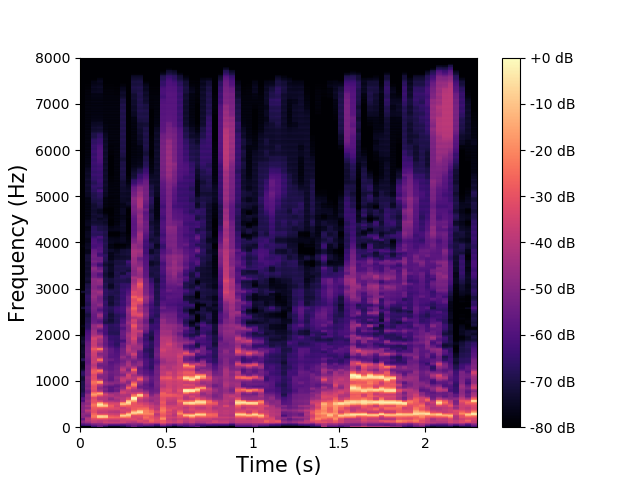 8000
7000
6000
5000
4000
3000
2000
1000
0
Frequency (Hz)
0
0.5
1
1.5
2
Time (s)
+0 dB
-10 dB
-20 dB
-30 dB
-40 dB
-50 dB
-60 dB
-70 dB
-80 dB